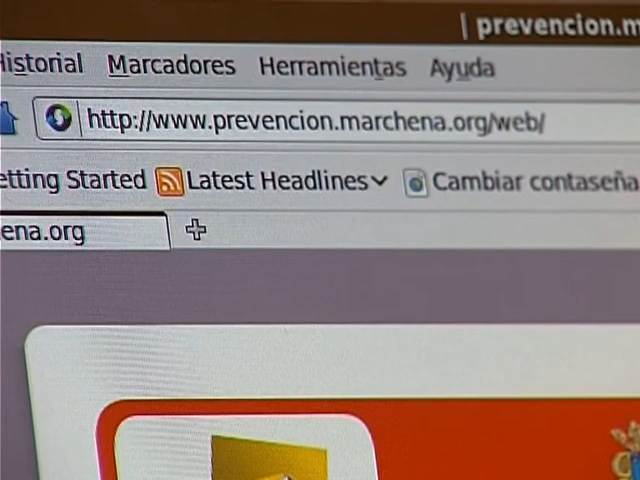 | prevencion.m
Historial Marcadores Herramientas Ayuda
http://www.prevencion.marchena.org/web/
etting Started Latest Headlines Cambiar contaseña
ena.org